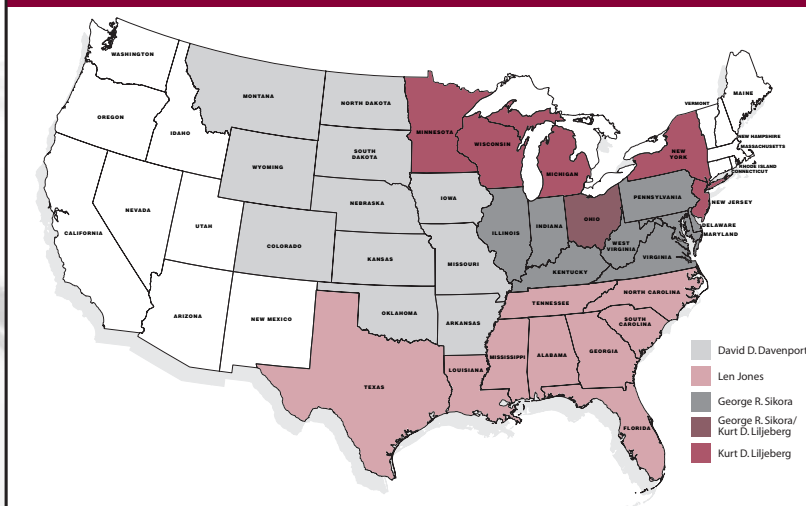 WASHINGTON
MONTANA
NORTH DAKOTA
MINNESOTA
MAINE
VERMONT
OREGON
IDAHO
SOUTH
DAKOTA
WISCONSIN
MICHIGAN
NEW
YORK
NEW HAMPSHIRE
MASSACHUSETTS
RHODE ISLAND
CONNECTICUT
WYOMING
NEBRASKA
IOWA
ILLINOIS
INDIANA
OHIO
PENNSYLVANIA
NEW JERSEY
NEVADA
UTAH
COLORADO
KANSAS
MISSOURI
WEST
VIRGINIA
VIRGINIA
DELAWARE
MARYLAND
CALIFORNIA
KENTUCKY
ARIZONA
NEW MEXICO
OKLAHOMA
ARKANSAS
TENNESSEE
NORTH CAROLINA
SOUTH
CAROLINA
TEXAS
LOUISIANA
MISSISSIPPI
ALABAMA
GEORGIA
FLORIDA
David D. Davenport
Len Jones
George R. Sikora
George R. Sikora/
Kurt D. Liljeberg
Kurt D. Liljeberg